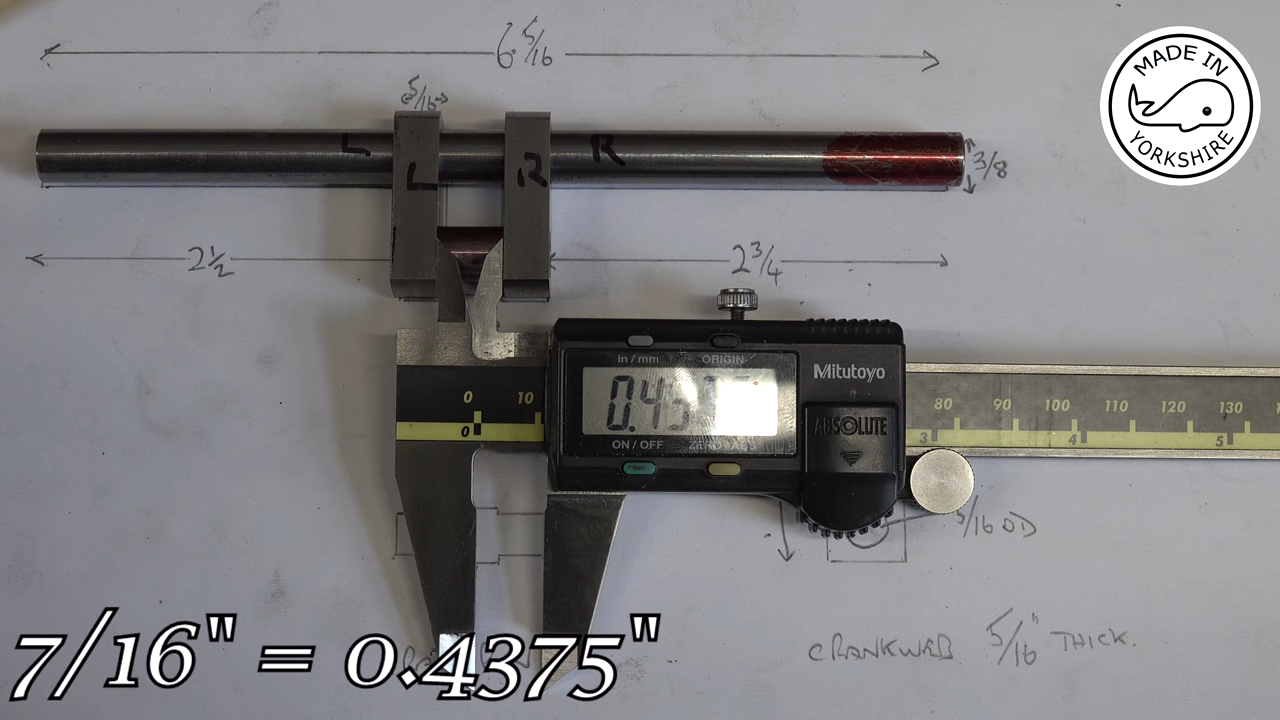 6 5/16
5/16
MADE IN
YORKSHIRE
L
R
L
R
3/8
2 1/2
2 3/4
in / mm
ORIGIN
Mitutoyo
ABSOLUTE
ON / OFF
0 10
80 90 100 110 120 130
0
3 4 5
5/16 OD
CRANKWEB 5/16" THICK.
7/16" = 0.4375"